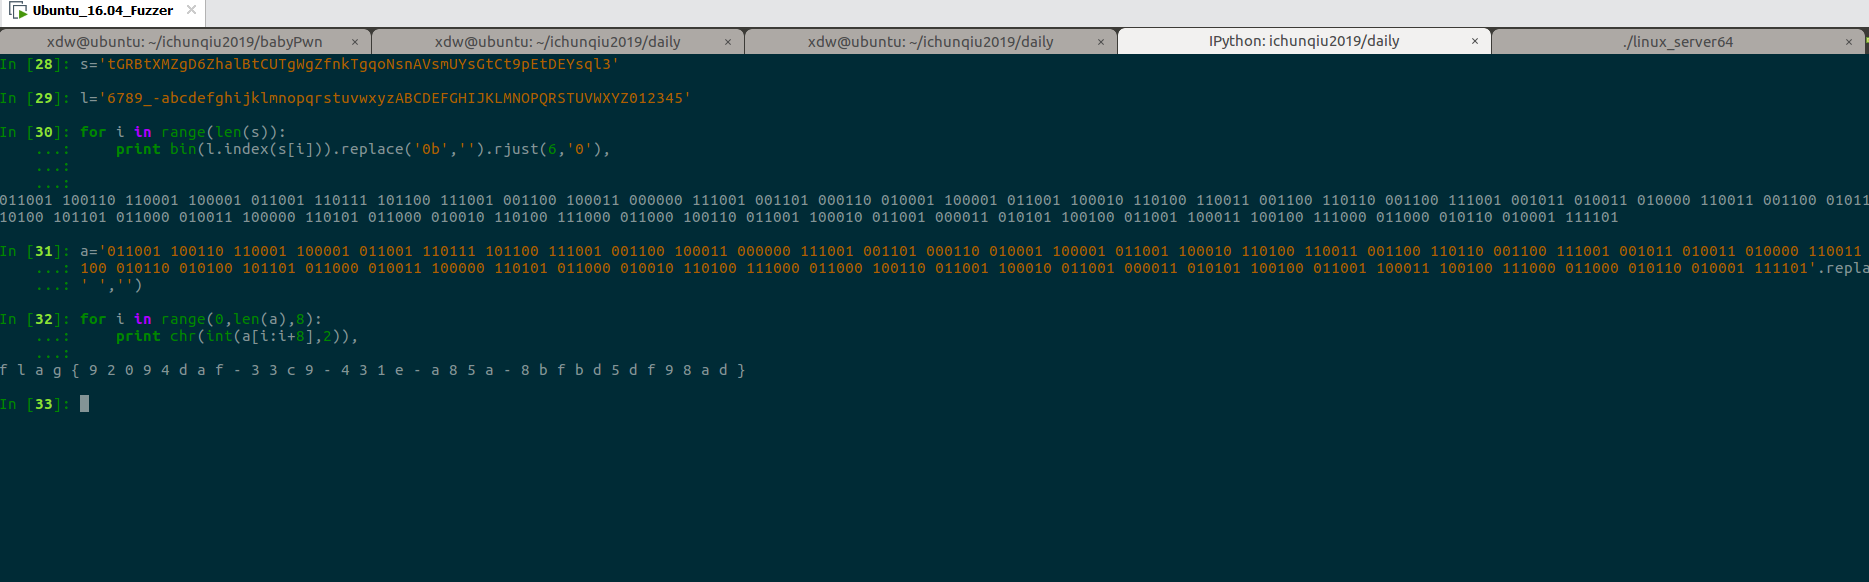 Ubuntu_16.04_Fuzzer ×
xdw@ubuntu: ~/ichunqiu2019/babyPwn × xdw@ubuntu: ~/ichunqiu2019/daily × xdw@ubuntu: ~/ichunqiu2019/daily × IPython: ichunqiu2019/daily × ./linux_server64 ×
In [28]: s='tGRBtXMZgD6ZhalBtCUTgWgZfnkTgqoNsnAVsmUYsGtCt9pEtDEYsql3'
In [29]: l='6789_-abcdefghijklmnopqrstuvwxyzABCDEFGHIJKLMNOPQRSTUVWXYZ012345'
In [30]: for i in range(len(s)):
...: print bin(l.index(s[i])).replace('0b','').rjust(6,'0'),
...:
...:
011001 100110 110001 100001 011001 110111 101100 111001 001100 100011 000000 111001 001101 000110 010001 100001 011001 100010 110100 110011 001100 110110 001100 111001 001011 010011 010000 110011 001100 01011
10100 101101 011000 010011 100000 110101 011000 010010 110100 111000 011000 100110 011001 100010 011001 000011 010101 100100 011001 100011 100100 111000 011000 010110 010001 111101
In [31]: a='011001 100110 110001 100001 011001 110111 101100 111001 001100 100011 000000 111001 001101 000110 010001 100001 011001 100010 110100 110011 001100 110110 001100 111001 001011 010011 010000 110011
...: 100 010110 010100 101101 011000 010011 100000 110101 011000 010010 110100 111000 011000 100110 011001 100010 011001 000011 010101 100100 011001 100011 100100 111000 011000 010110 010001 111101'.repla
...: ' ','')
In [32]: for i in range(0,len(a),8):
...: print chr(int(a[i:i+8],2)),
...:
f l a g { 9 2 0 9 4 d a f - 3 3 c 9 - 4 3 1 e - a 8 5 a - 8 b f b d 5 d f 9 8 a d }
In [33]: